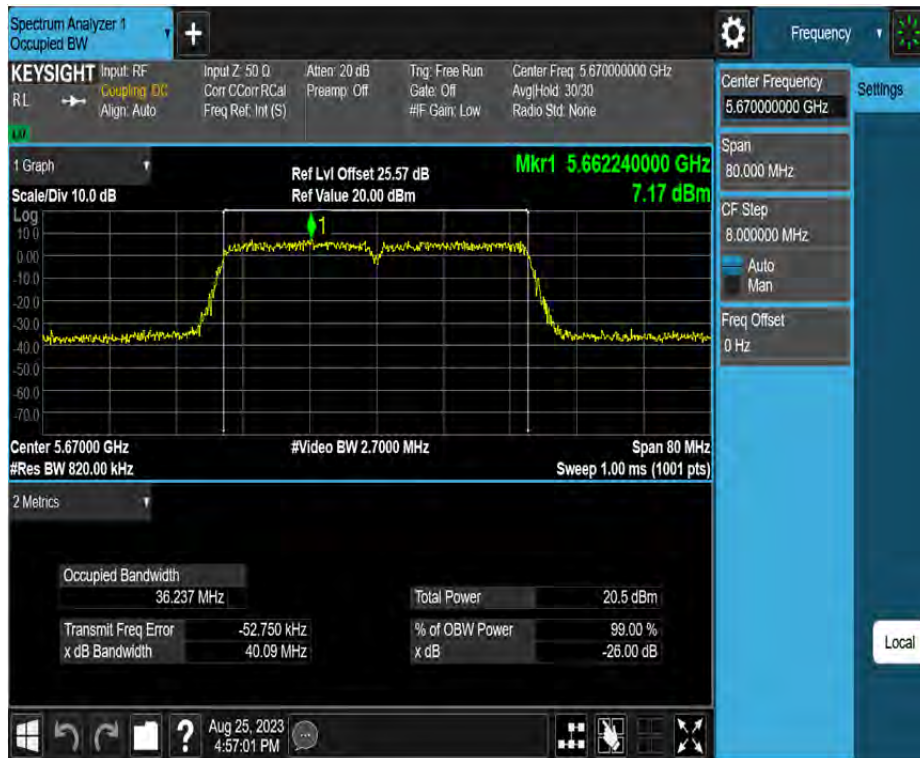 Spectrum Analyzer 1
Occupied BW
Frequency
KEYSIGHT
RL
Input: RF
Coupling: DC
Align: Auto
Input Z: 50 Ω
Corr CCorr RCal
Freq Ref: Int (S)
Atten: 20 dB
Preamp: Off
Trig: Free Run
Gate: Off
#IF Gain: Low
Center Freq: 5.670000000 GHz
Avg|Hold: 30/30
Radio Std: None
Center Frequency
5.670000000 GHz
Settings
Span
80.000 MHz
CF Step
8.000000 MHz
Auto
Man
Freq Offset
0 Hz
1 Graph
Scale/Div 10.0 dB
Ref Lvl Offset 25.57 dB
Ref Value 20.00 dBm
Mkr1 5.662240000 GHz
7.17 dBm
Log
10.0
0.00
-10.0
-20.0
-30.0
-40.0
-50.0
-60.0
-70.0
1
Center 5.67000 GHz
#Video BW 2.7000 MHz
Span 80 MHz
#Res BW 820.00 kHz
Sweep 1.00 ms (1001 pts)
2 Metrics
Occupied Bandwidth
36.237 MHz
Total Power 20.5 dBm
Transmit Freq Error -52.750 kHz
% of OBW Power 99.00 %
x dB Bandwidth 40.09 MHz
x dB -26.00 dB
Local
Aug 25, 2023
4:57:01 PM